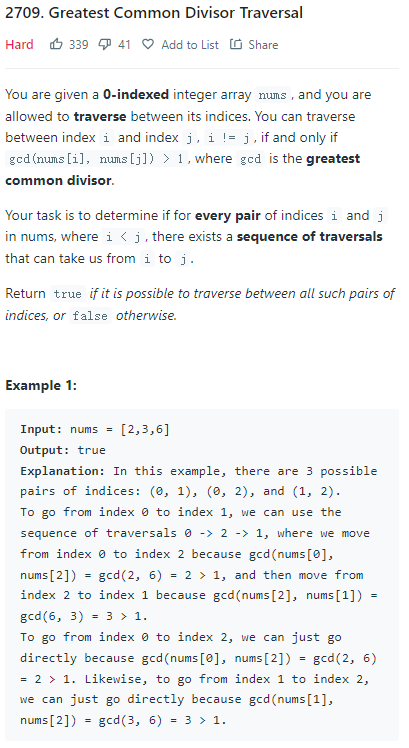 2709. Greatest Common Divisor Traversal
Hard 339 41 Add to List Share
You are given a 0-indexed integer array nums , and you are
allowed to traverse between its indices. You can traverse
between index i and index j , i != j , if and only if
gcd(nums[i], nums[j]) > 1 , where gcd is the greatest
common divisor.
Your task is to determine if for every pair of indices i and j
in nums, where i < j , there exists a sequence of traversals
that can take us from i to j .
Return true if it is possible to traverse between all such pairs of
indices, or false otherwise.
Example 1:
Input: nums = [2,3,6]
Output: true
Explanation: In this example, there are 3 possible
pairs of indices: (0, 1), (0, 2), and (1, 2).
To go from index 0 to index 1, we can use the
sequence of traversals 0 -> 2 -> 1, where we move
from index 0 to index 2 because gcd(nums[0],
nums[2]) = gcd(2, 6) = 2 > 1, and then move from
index 2 to index 1 because gcd(nums[2], nums[1]) =
gcd(6, 3) = 3 > 1.
To go from index 0 to index 2, we can just go
directly because gcd(nums[0], nums[2]) = gcd(2, 6)
= 2 > 1. Likewise, to go from index 1 to index 2,
we can just go directly because gcd(nums[1],
nums[2]) = gcd(3, 6) = 3 > 1.